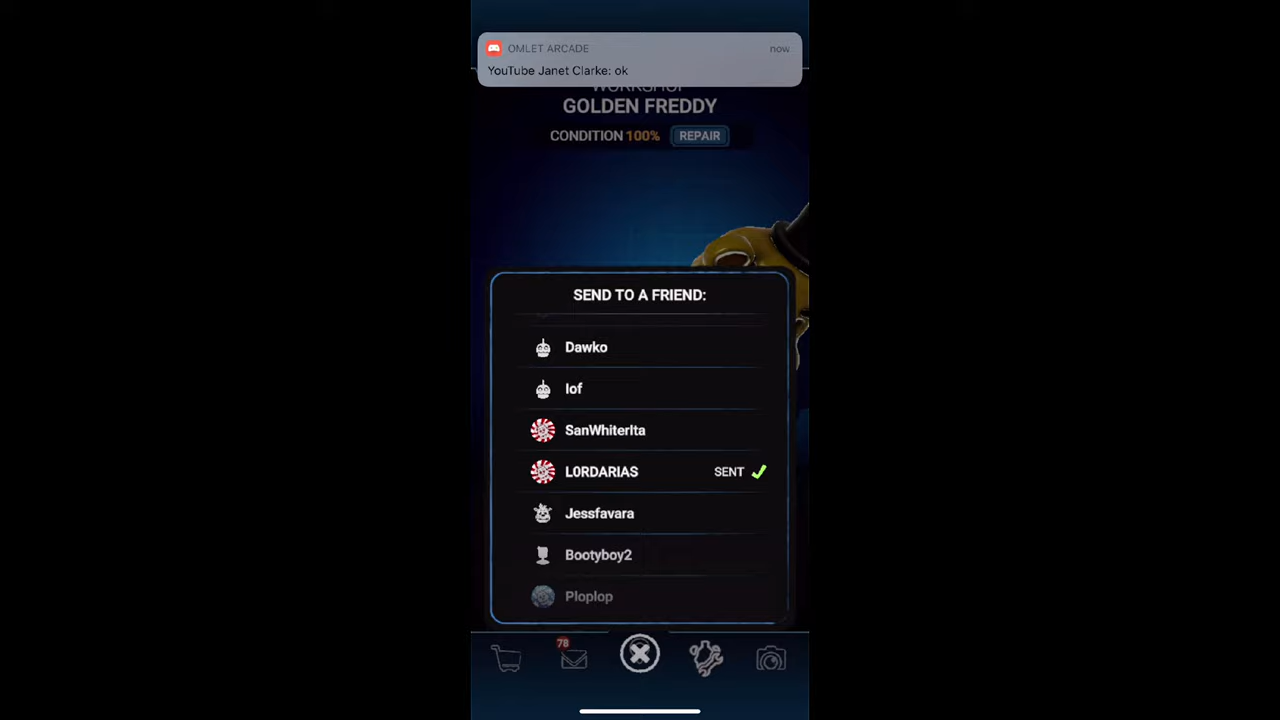 OMLET ARCADE now
YouTube Janet Clarke: ok
WORKSHOP
GOLDEN FREDDY
CONDITION 100% REPAIR
SEND TO A FRIEND:
Dawko
lof
SanWhiterIta
L0RDARIAS SENT
Jessfavara
Bootyboy2
Ploplop
78